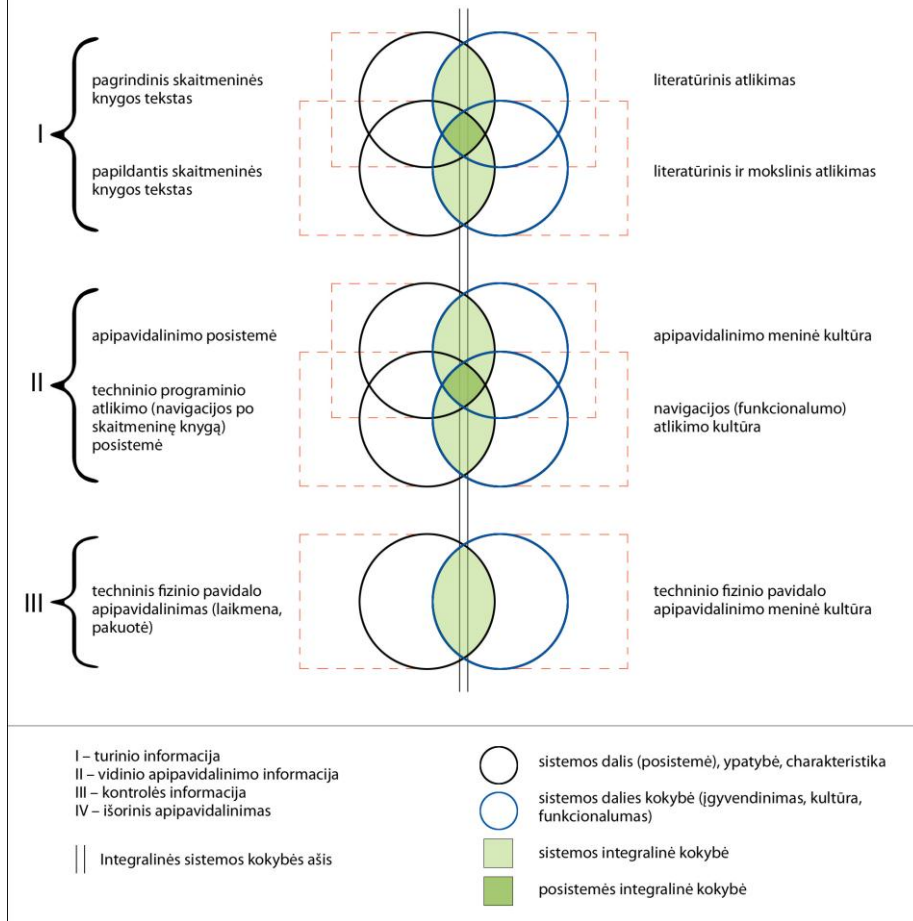 I
pagrindinis skaitmeninės
knygos tekstas
literatūrinis atlikimas
papildantis skaitmeninės
knygos tekstas
literatūrinis ir mokslinis atlikimas
II
apipavidalinimo posistemė
apipavidalinimo meninė kultūra
techninio programinio
atlikimo (navigacijos po
skaitmeninę knygą)
posistemė
navigacijos (funkcionalumo)
atlikimo kultūra
III
techninis fizinio pavidalo
apipavidalinimas (laikmena,
pakuotė)
techninio fizinio pavidalo
apipavidalinimo meninė kultūra
I – turinio informacija
II – vidinio apipavidalinimo informacija
III – kontrolės informacija
IV – išorinis apipavidalinimas
Integralinės sistemos kokybės ašis
sistemos dalis (posistemė), ypatybė, charakteristika
sistemos dalies kokybė (įgyvendinimas, kultūra,
funkcionalumas)
sistemos integralinė kokybė
posistemės integralinė kokybė